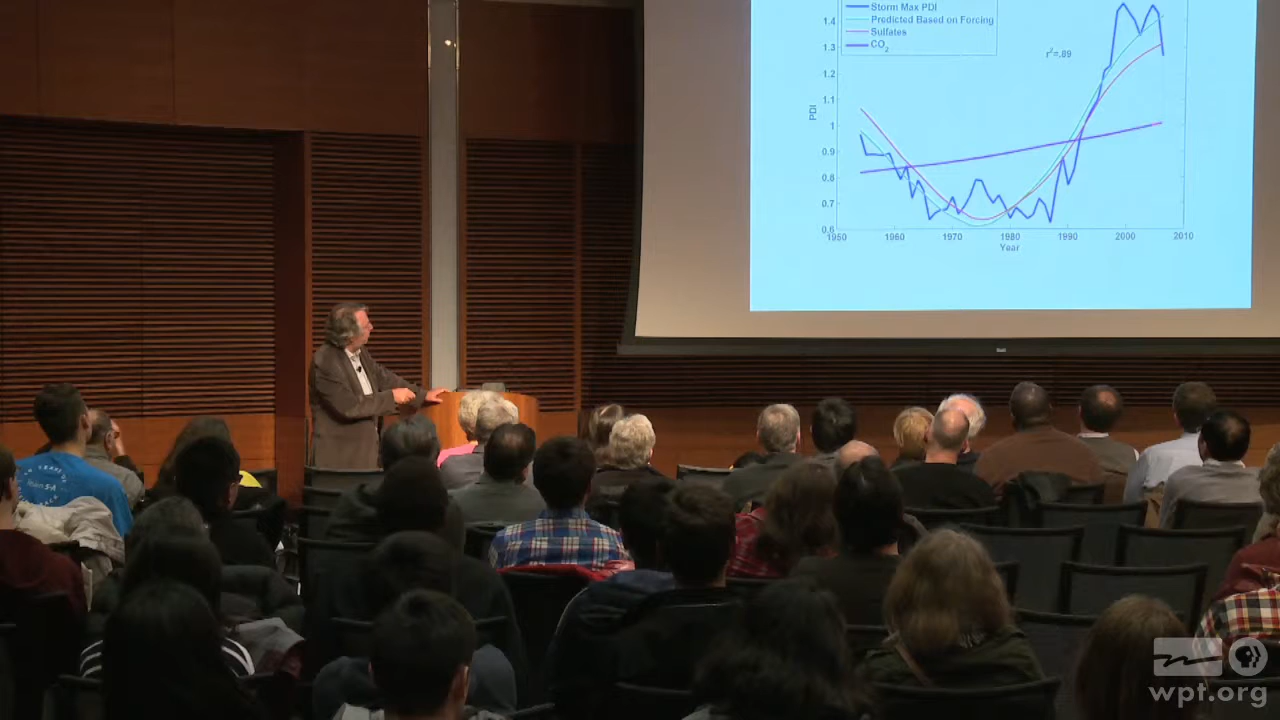 Storm Max PDI
Predicted Based on Forcing
Sulfates
CO2
r²=.89
1.4
1.3
1.2
1.1
1
0.9
0.8
0.7
0.6
PDI
1950 1960 1970 1980 1990 2000 2010
Year
wpt.org